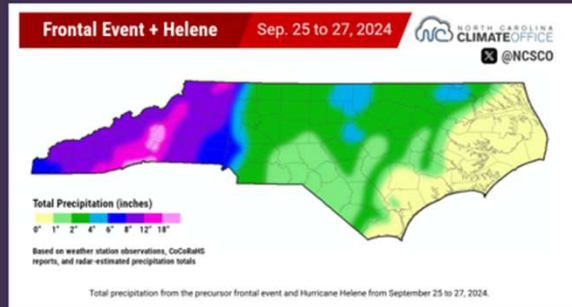 Frontal Event + Helene
Sep. 25 to 27, 2024
NORTH CAROLINA
CLIMATEOFFICE
X @NCSCO
Total Precipitation (inches)
0" 1" 2" 4" 6" 8" 12" 18"
Based on weather station observations, CoCoRaHS
reports, and radar-estimated precipitation totals
Total precipitation from the precursor frontal event and Hurricane Helene from September 25 to 27, 2024.